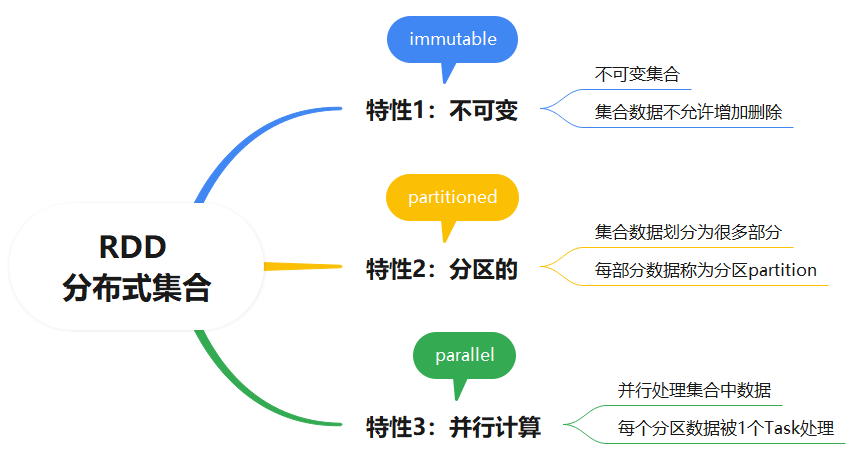 RDD
分布式集合
immutable
特性1：不可变
不可变集合
集合数据不允许增加删除
partitioned
特性2：分区的
集合数据划分为很多部分
每部分数据称为分区partition
parallel
特性3：并行计算
并行处理集合中数据
每个分区数据被1个Task处理